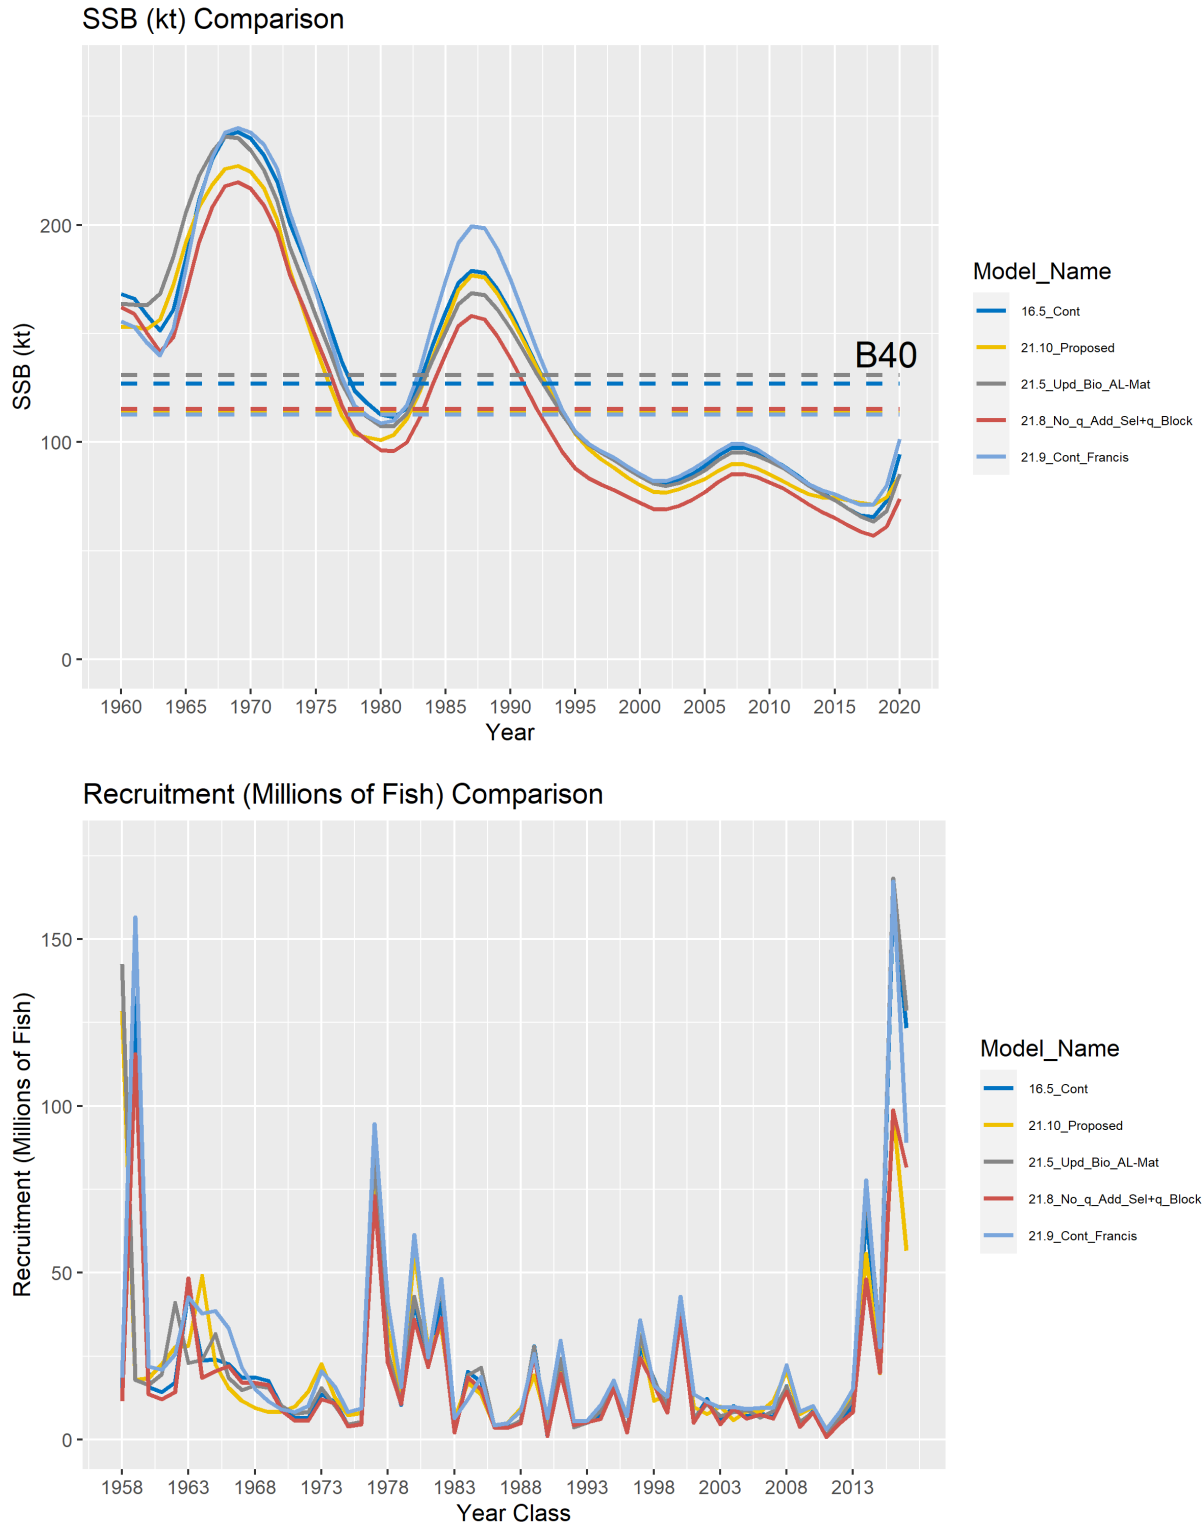 SSB (kt) Comparison
SSB (kt)
200
100
0
B40
1960 1965 1970 1975 1980 1985 1990 1995 2000 2005 2010 2015 2020
Year
Model_Name
16.5_Cont
21.10_Proposed
21.5_Upd_Bio_AL-Mat
21.8_No_q_Add_Sel+q_Block
21.9_Cont_Francis
Recruitment (Millions of Fish) Comparison
Recruitment (Millions of Fish)
150
100
50
0
1958 1963 1968 1973 1978 1983 1988 1993 1998 2003 2008 2013
Year Class
Model_Name
16.5_Cont
21.10_Proposed
21.5_Upd_Bio_AL-Mat
21.8_No_q_Add_Sel+q_Block
21.9_Cont_Francis